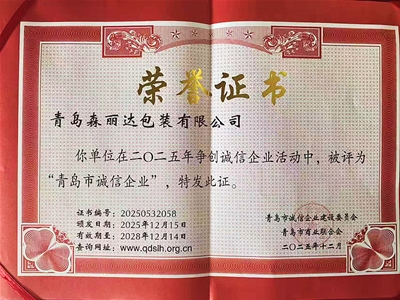 荣誉证书
青岛森丽达包装有限公司
你单位在二〇二五年争创诚信企业活动中，被评为
“青岛市诚信企业”，特发此证。
证书编号：20250532058
颁发日期：2025年12月15日
有效期至：2028年12月14日
查询网址：www.qdslh.org.cn
青岛市诚信企业建设委员会
青岛市商业联合会
二〇二五年十二月